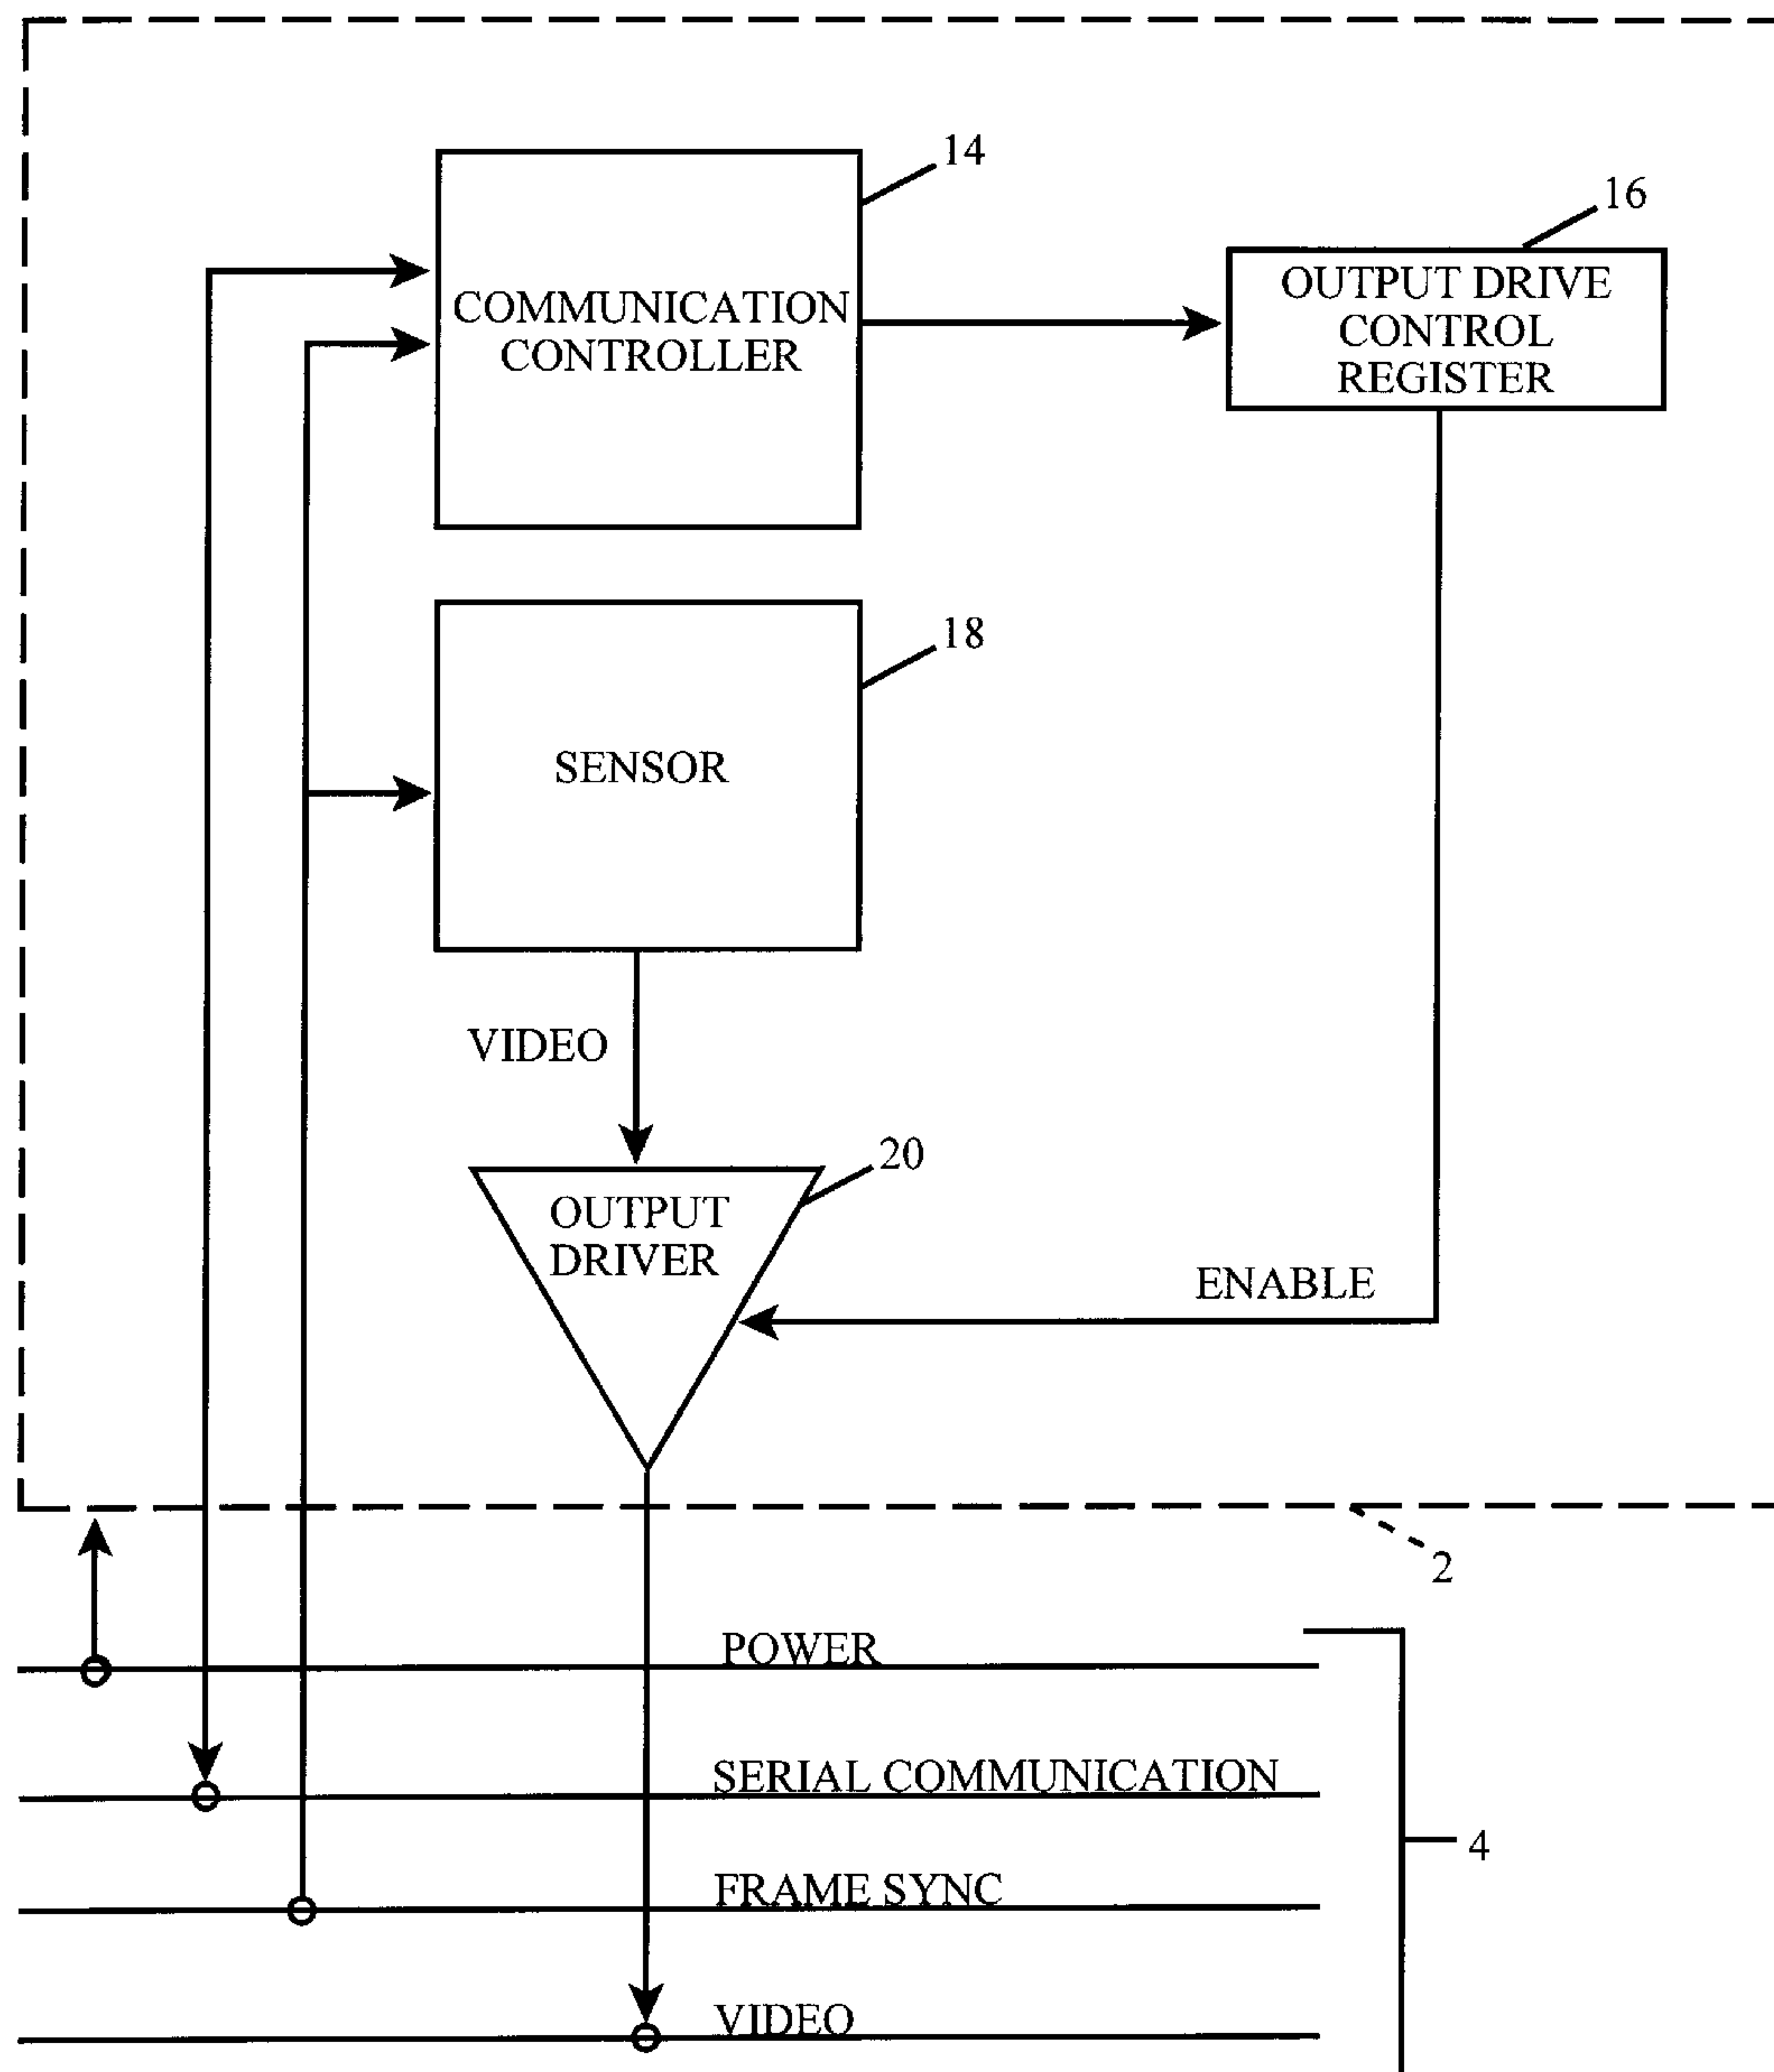 14
16
COMMUNICATION
CONTROLLER
OUTPUT DRIVE
CONTROL
REGISTER
18
SENSOR
VIDEO
20
OUTPUT
DRIVER
ENABLE
2
POWER
SERIAL COMMUNICATION
4
FRAME SYNC
VIDEO